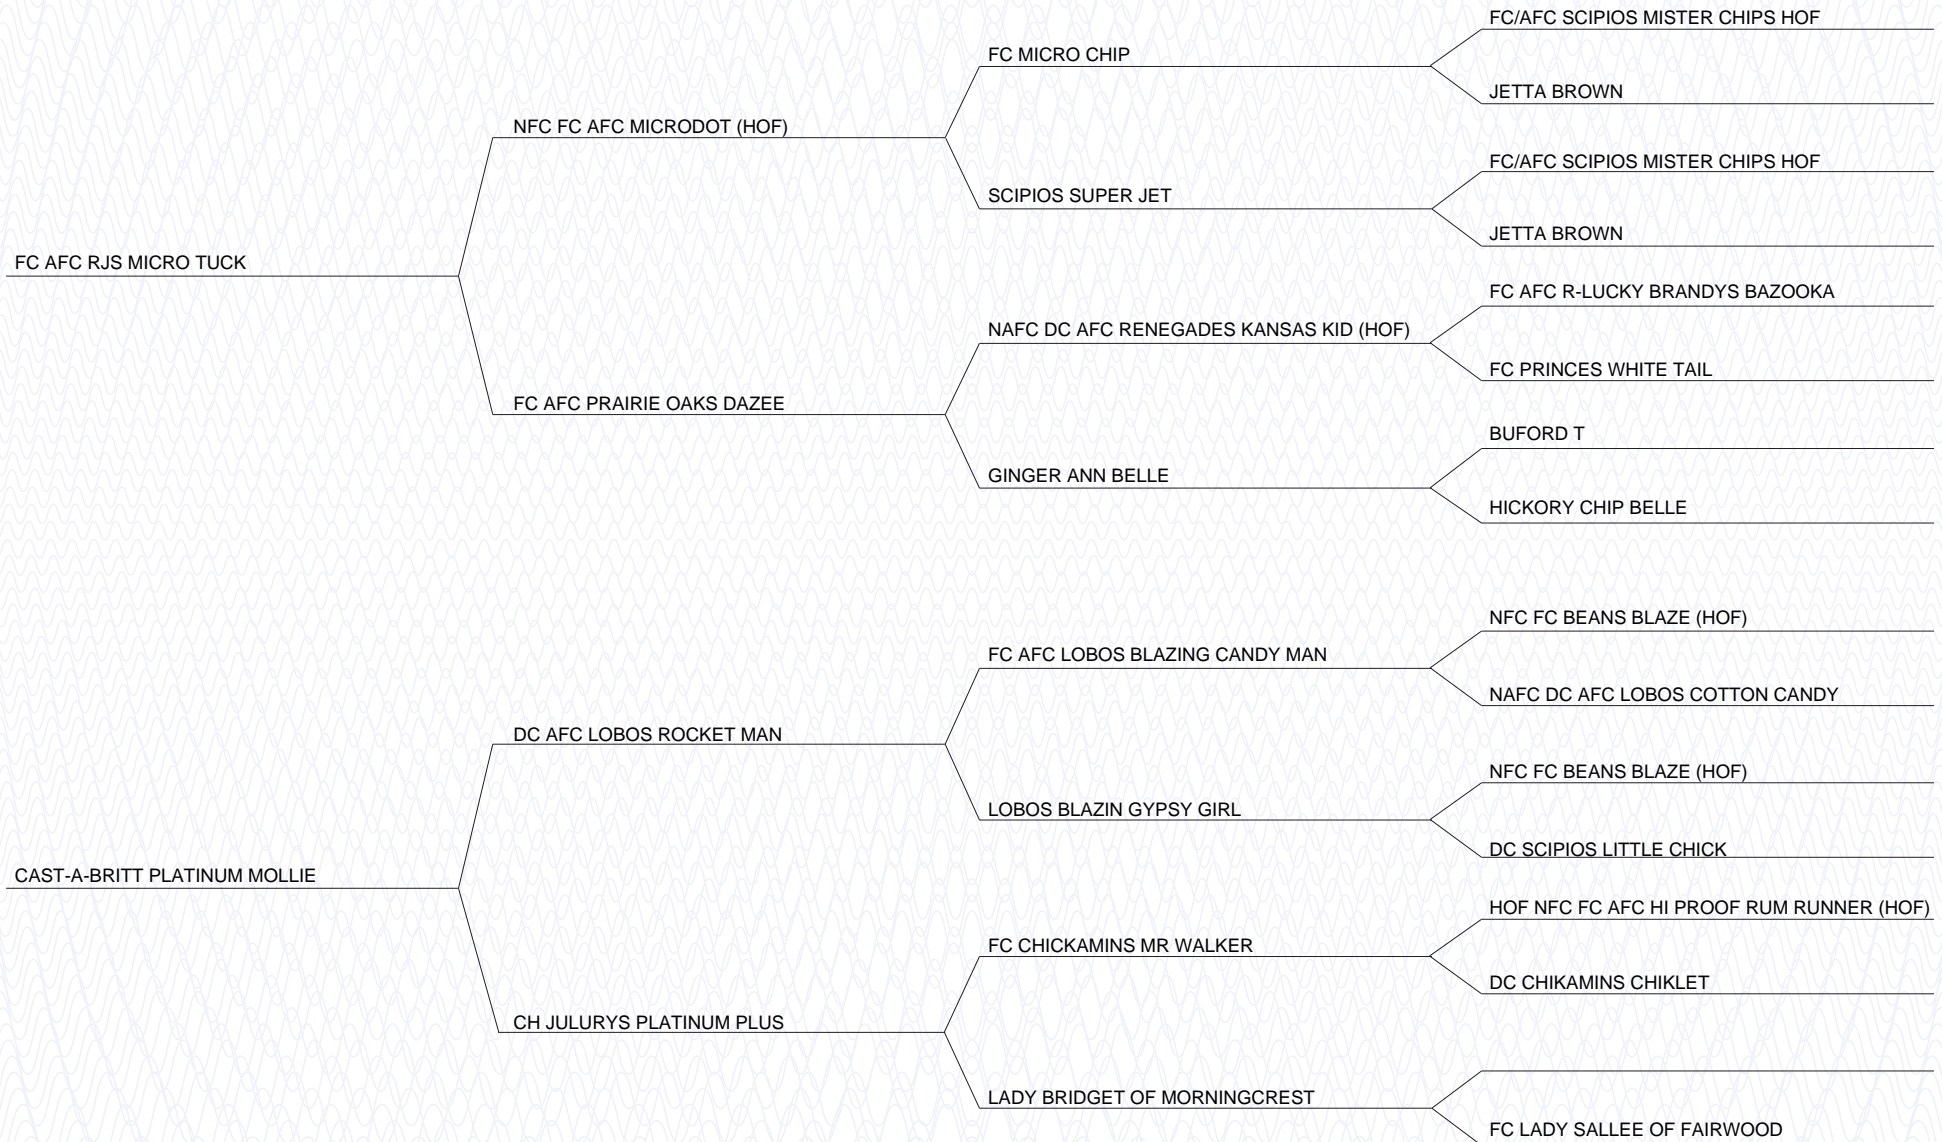 FC/AFC SCIPIOS MISTER CHIPS HOF
FC MICRO CHIP
JETTA BROWN
NFC FC AFC MICRODOT (HOF)
FC/AFC SCIPIOS MISTER CHIPS HOF
SCIPIOS SUPER JET
JETTA BROWN
FC AFC RJS MICRO TUCK
FC AFC R-LUCKY BRANDYS BAZOOKA
NAFC DC AFC RENEGADES KANSAS KID (HOF)
FC PRINCES WHITE TAIL
FC AFC PRAIRIE OAKS DAZEE
BUFORD T
GINGER ANN BELLE
HICKORY CHIP BELLE
NFC FC BEANS BLAZE (HOF)
FC AFC LOBOS BLAZING CANDY MAN
NAFC DC AFC LOBOS COTTON CANDY
DC AFC LOBOS ROCKET MAN
NFC FC BEANS BLAZE (HOF)
LOBOS BLAZIN GYPSY GIRL
DC SCIPIOS LITTLE CHICK
CAST-A-BRITT PLATINUM MOLLIE
HOF NFC FC AFC HI PROOF RUM RUNNER (HOF)
FC CHICKAMINS MR WALKER
DC CHIKAMINS CHIKLET
CH JULURYS PLATINUM PLUS
LADY BRIDGET OF MORNINGCREST
FC LADY SALLEE OF FAIRWOOD